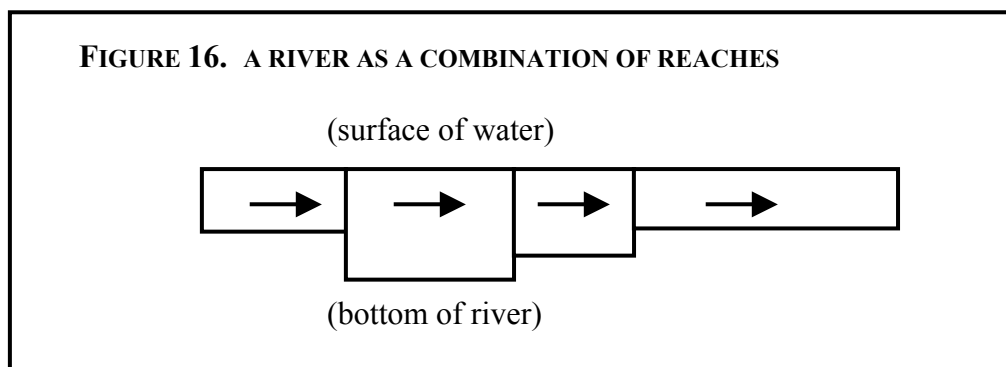 FIGURE 16. A RIVER AS A COMBINATION OF REACHES
(surface of water)
(bottom of river)